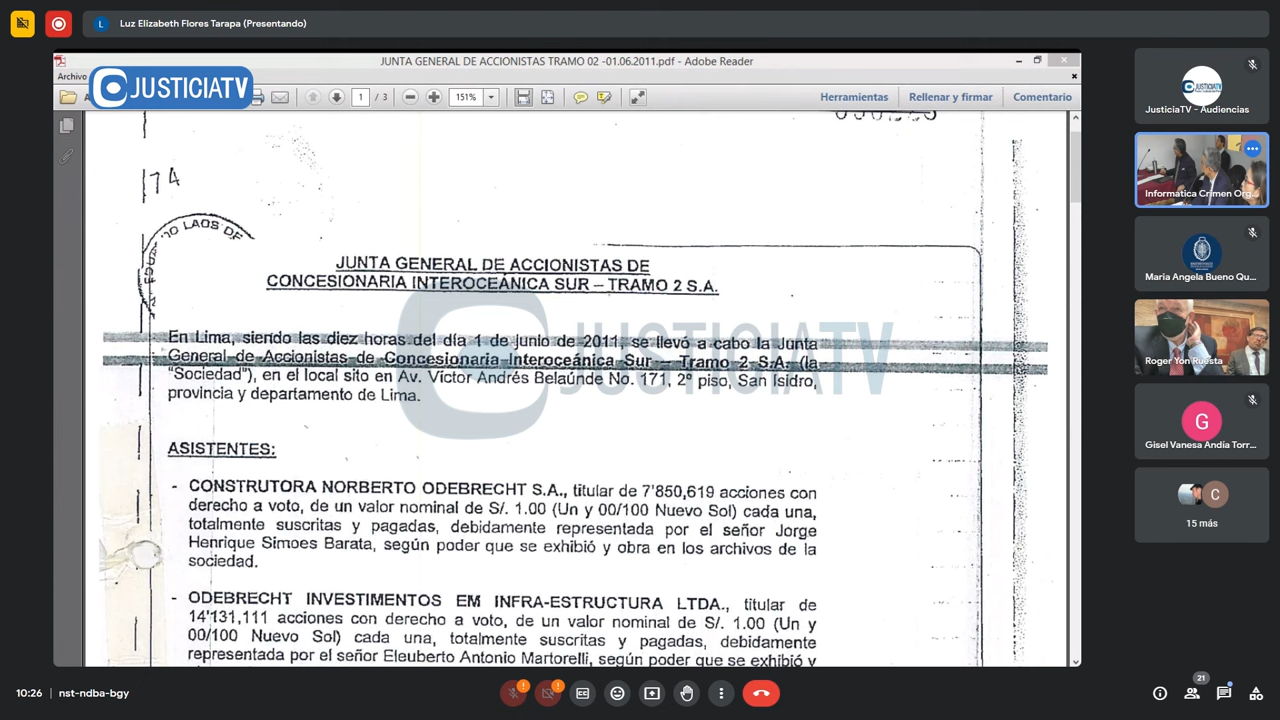 Luz Elizabeth Flores Tarapa (Presentando)
JUNTA GENERAL DE ACCIONISTAS TRAMO 02 -01.06.2011.pdf - Adobe Reader
Archivo
JUSTICIATV
1 / 3
151%
Herramientas
Rellenar y firmar
Comentario
174
LAOS DE
JUNTA GENERAL DE ACCIONISTAS DE
CONCESIONARIA INTEROCEÁNICA SUR – TRAMO 2 S.A.
En Lima, siendo las diez horas del día 1 de junio de 2011, se llevó a cabo la Junta
General de Accionistas de Concesionaria Interoceánica Sur – Tramo 2 S.A. (la
"Sociedad"), en el local sito en Av. Víctor Andrés Belaúnde No. 171, 2º piso, San Isidro,
provincia y departamento de Lima.
JUSTICIATV
ASISTENTES:
- CONSTRUTORA NORBERTO ODEBRECHT S.A., titular de 7'850,619 acciones con
derecho a voto, de un valor nominal de S/. 1.00 (Un y 00/100 Nuevo Sol) cada una,
totalmente suscritas y pagadas, debidamente representada por el señor Jorge
Henrique Simoes Barata, según poder que se exhibió y obra en los archivos de la
sociedad.
- ODEBRECHT INVESTIMENTOS EM INFRA-ESTRUCTURA LTDA., titular de
14'131,111 acciones con derecho a voto, de un valor nominal de S/. 1.00 (Un y
00/100 Nuevo Sol) cada una, totalmente suscritas y pagadas, debidamente
representada por el señor Eleuberto Antonio Martorelli, según poder que se exhibió y
JusticiaTV - Audiencias
Informatica Crimen Org...
Maria Angela Bueno Qu...
Roger Yon Ruesta
G
Gisel Vanesa Andía Torr...
C
15 más
10:26
nst-ndba-bgy
21